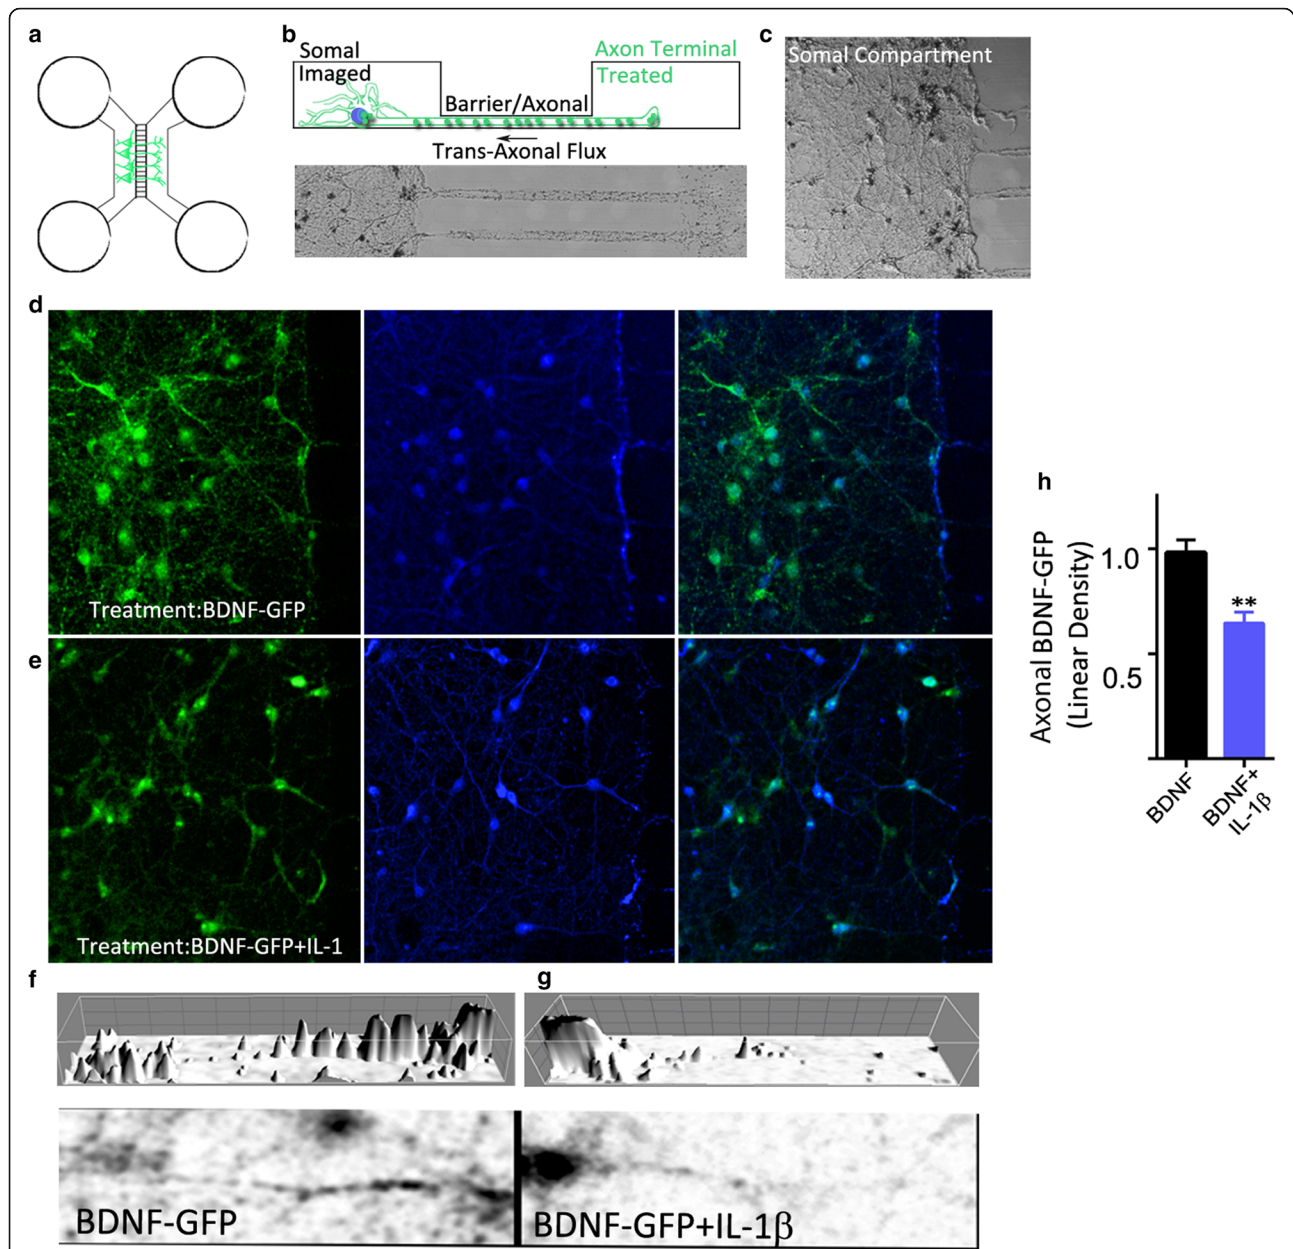 a
b
Somal
Imaged
Axon Terminal
Treated
Barrier/Axonal
Trans-Axonal Flux
c
Somal Compartment
d
Treatment:BDNF-GFP
e
Treatment:BDNF-GFP+IL-1
f
g
BDNF-GFP
BDNF-GFP+IL-1β
h
Axonal BDNF-GFP
(Linear Density)
1.0
0.5
**
BDNF
BDNF+
IL-1β